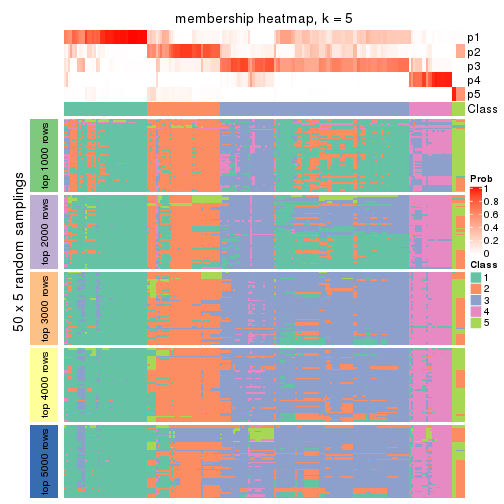 membership heatmap, k = 5
p1
p2
p3
p4
p5
Class
50 x 5 random samplings
top 1000 rows
top 2000 rows
top 3000 rows
top 4000 rows
top 5000 rows
Prob
1
0.8
0.6
0.4
0.2
0
Class
1
2
3
4
5